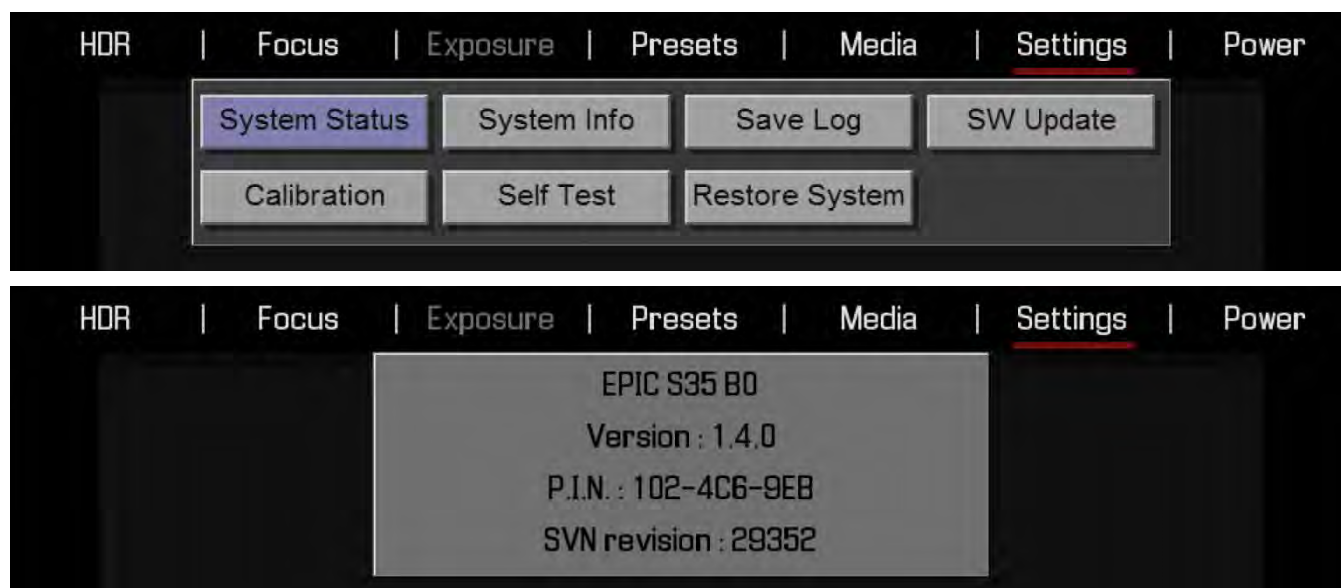 HDR | Focus | Exposure | Presets | Media | Settings | Power
System Status System Info Save Log SW Update
Calibration Self Test Restore System
HDR | Focus | Exposure | Presets | Media | Settings | Power
EPIC S35 B0
Version : 1.4.0
P.I.N. : 102-4C6-9EB
SVN revision : 29352